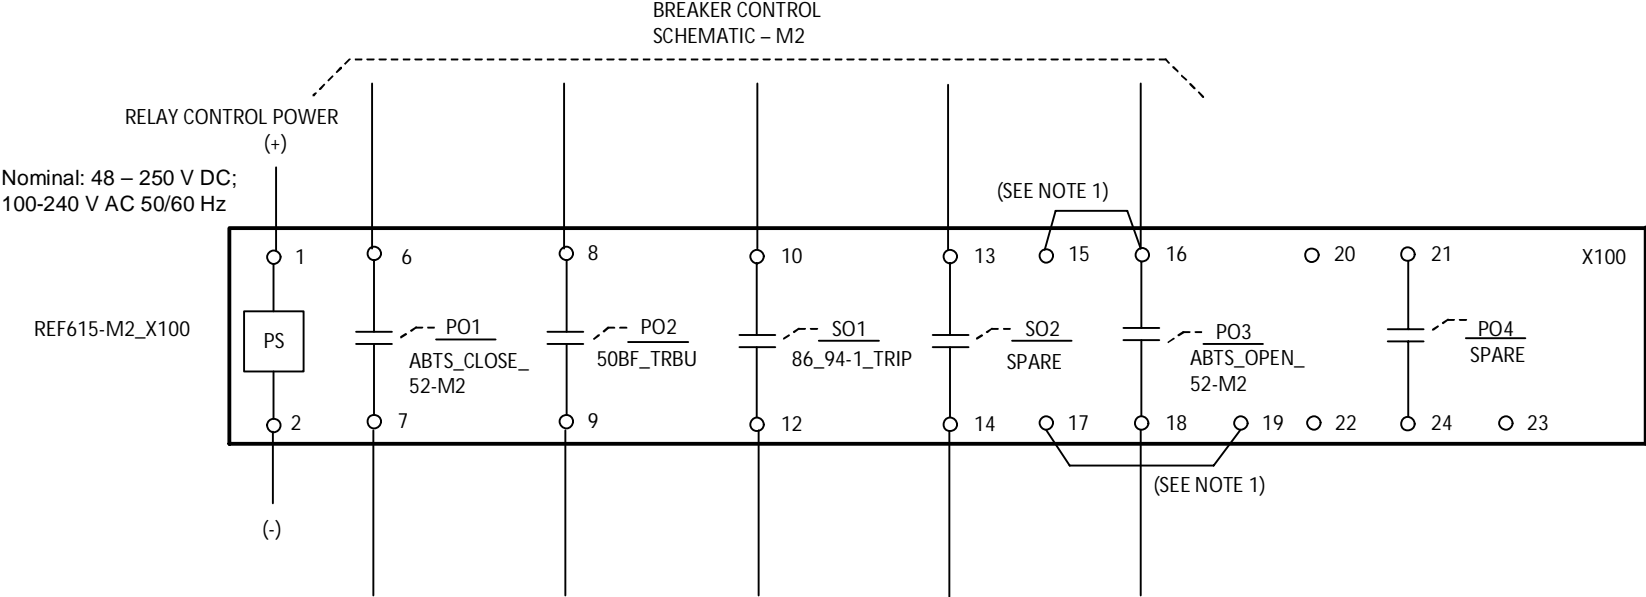 BREAKER CONTROL
SCHEMATIC – M2
RELAY CONTROL POWER
(+)
Nominal: 48 – 250 V DC;
100-240 V AC 50/60 Hz
(SEE NOTE 1)
1
6
8
10
13
15
16
20
21
X100
REF615-M2_X100
PS
PO1
ABTS_CLOSE_
52-M2
PO2
50BF_TRBU
SO1
86_94-1_TRIP
SO2
SPARE
PO3
ABTS_OPEN_
52-M2
PO4
SPARE
2
7
9
12
14
17
18
19
22
24
23
(SEE NOTE 1)
(-)